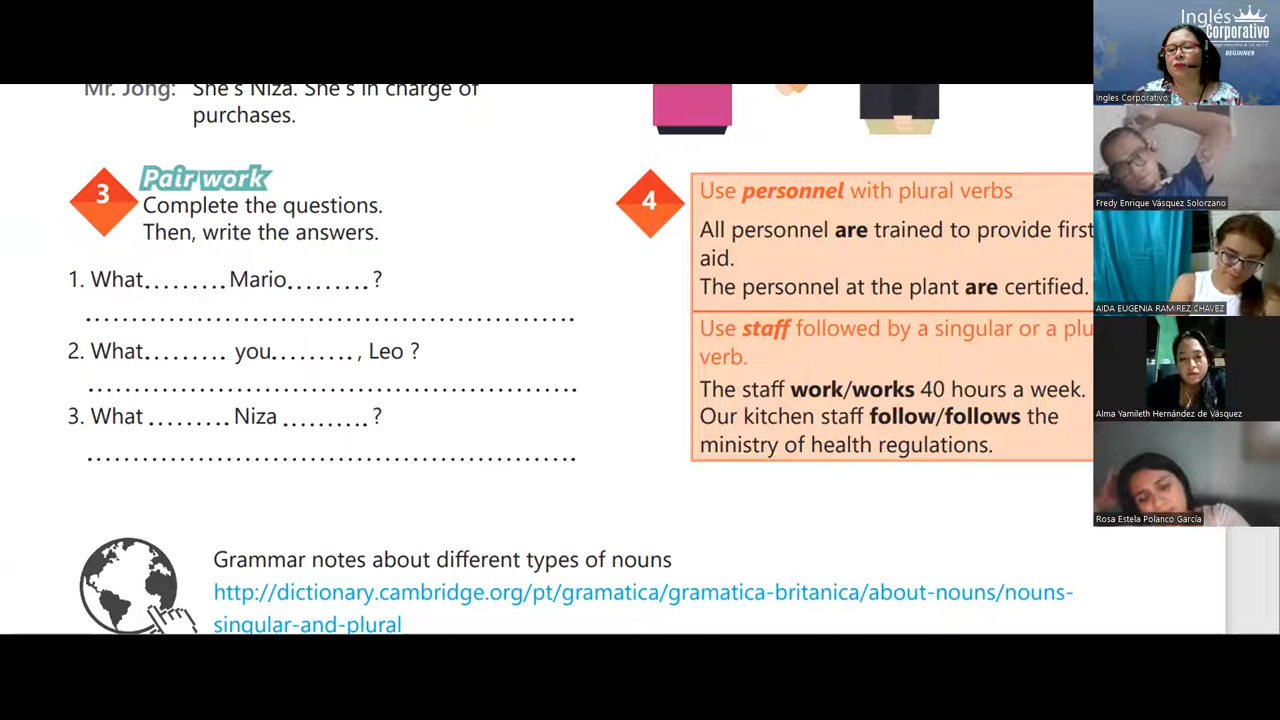 Mr. Jong: She's Niza. She's in charge of
purchases.
3
Pair work
Complete the questions.
Then, write the answers.
1. What......... Mario.........?
2. What......... you........., Leo ?
3. What ......... Niza .........?
4
Use personnel with plural verbs
All personnel are trained to provide first
aid.
The personnel at the plant are certified.
Use staff followed by a singular or a plu
verb.
The staff work/works 40 hours a week.
Our kitchen staff follow/follows the
ministry of health regulations.
Grammar notes about different types of nouns
http://dictionary.cambridge.org/pt/gramatica/gramatica-britanica/about-nouns/nouns-
singular-and-plural
Inglés
Corporativo
BEGINNER
Ingles Corporativo
Fredy Enrique Vásquez Solorzano
AIDA EUGENIA RAMIREZ CHAVEZ
Alma Yamileth Hernández de Vásquez
Rosa Estela Polanco García